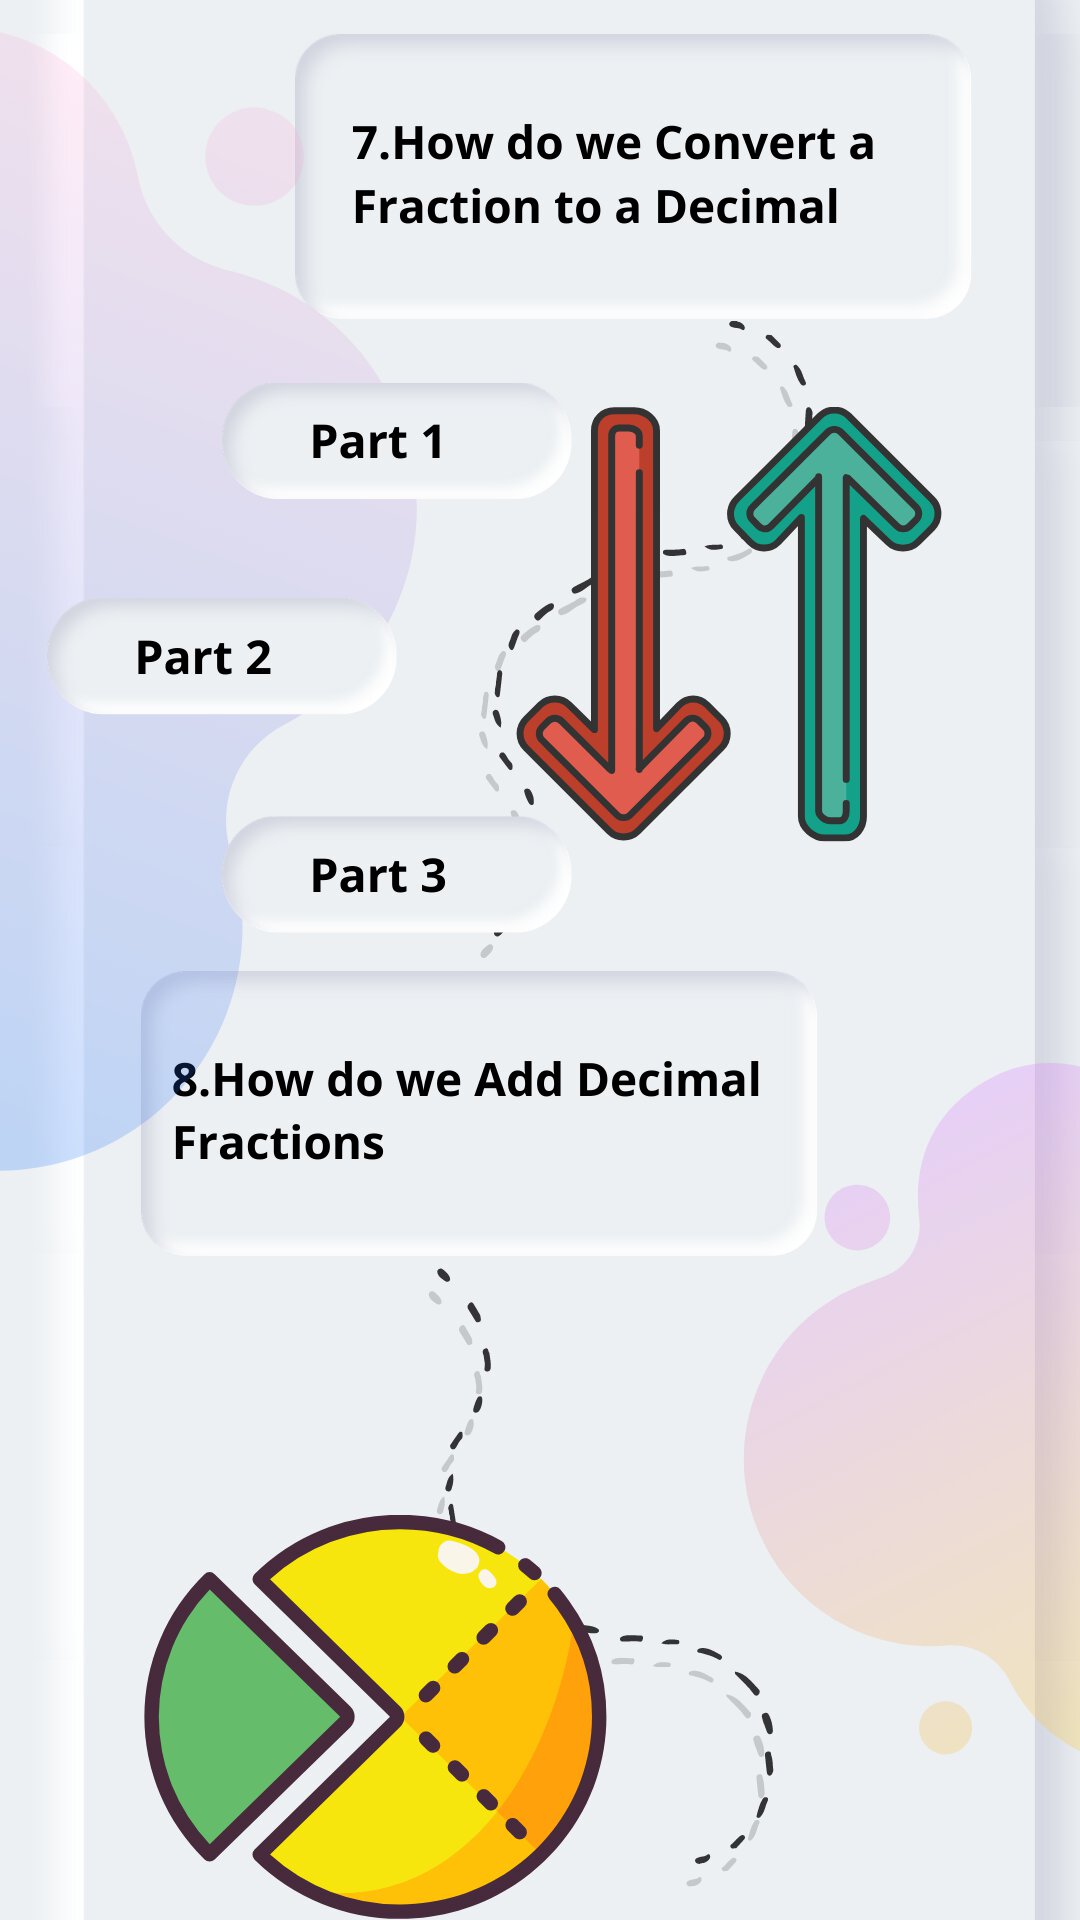 7.How do we Convert a
Fraction to a Decimal
Part 1
Part 2
Part 3
8.How do we Add Decimal
Fractions